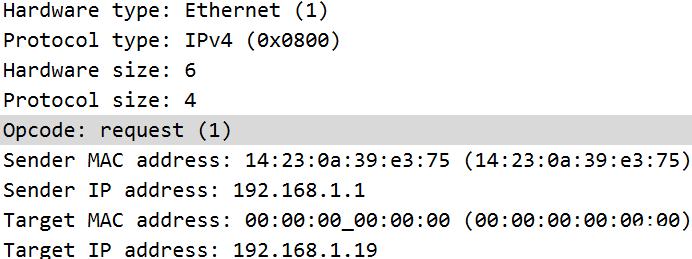 Hardware type: Ethernet (1)
Protocol type: IPv4 (0x0800)
Hardware size: 6
Protocol size: 4
Opcode: request (1)
Sender MAC address: 14:23:0a:39:e3:75 (14:23:0a:39:e3:75)
Sender IP address: 192.168.1.1
Target MAC address: 00:00:00_00:00:00 (00:00:00:00:00:00)
Target IP address: 192.168.1.19